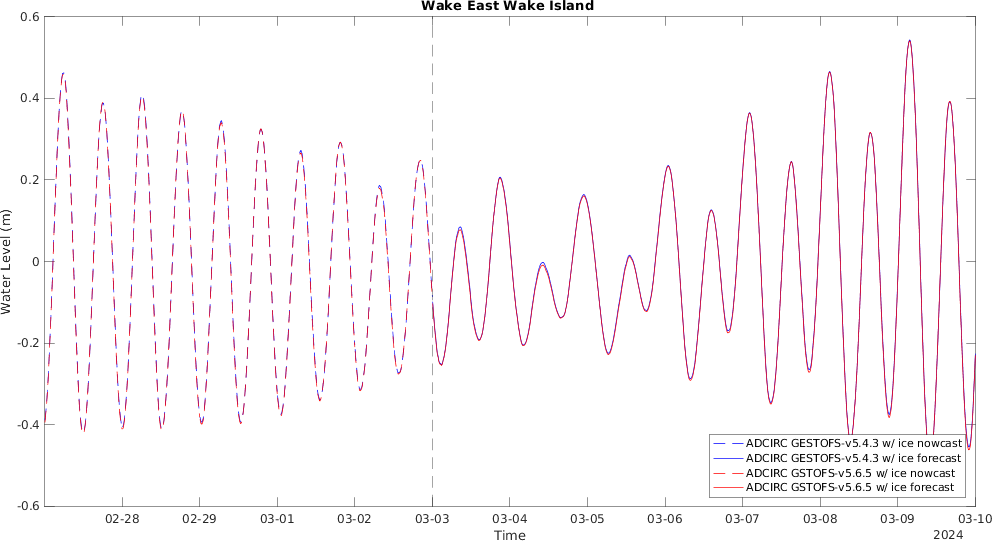 Wake East Wake Island
0.6
0.4
0.2
0
-0.2
-0.4
-0.6
Water Level (m)
ADCIRC GESTOFS-v5.4.3 w/ ice nowcast
ADCIRC GESTOFS-v5.4.3 w/ ice forecast
ADCIRC GSTOFS-v5.6.5 w/ ice nowcast
ADCIRC GSTOFS-v5.6.5 w/ ice forecast
02-28 02-29 03-01 03-02 03-03 03-04 03-05 03-06 03-07 03-08 03-09 03-10
Time
2024